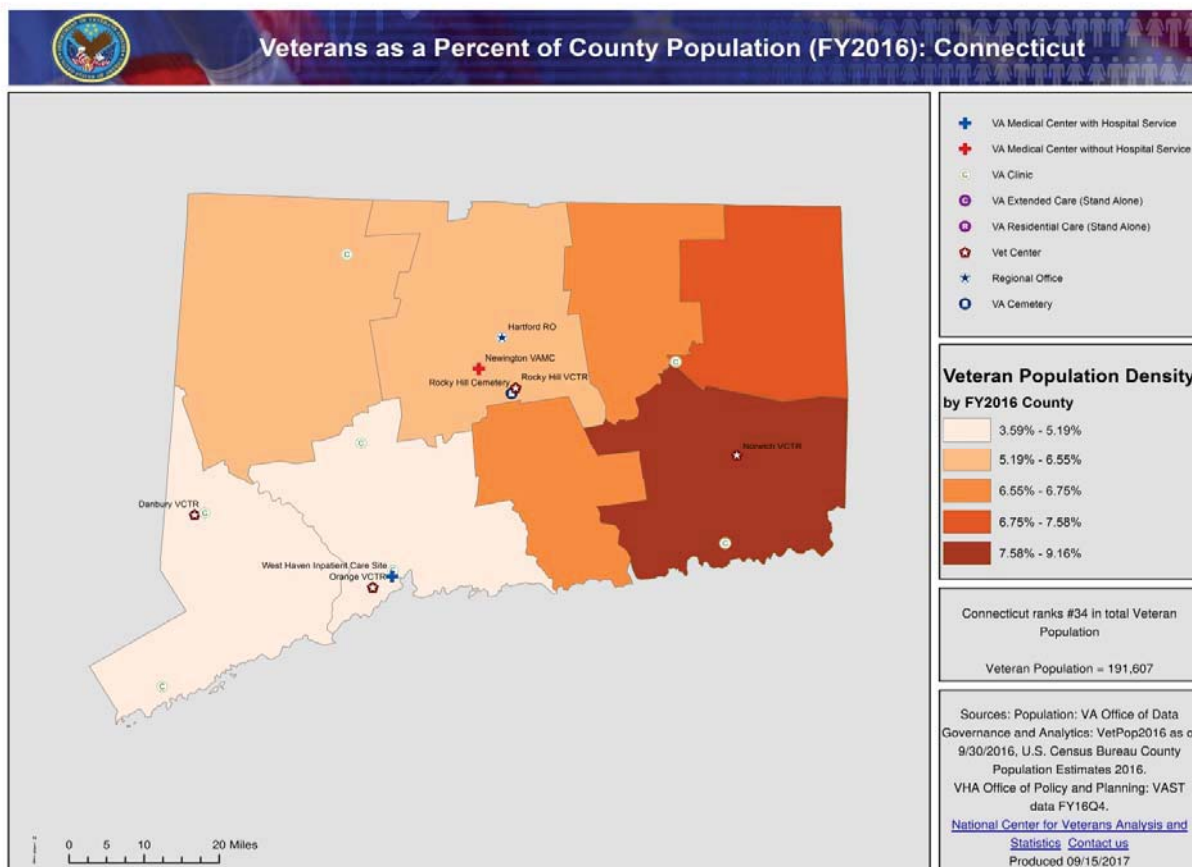 Veterans as a Percent of County Population (FY2016): Connecticut
VA Medical Center with Hospital Service
VA Medical Center without Hospital Service
C VA Clinic
C VA Extended Care (Stand Alone)
R VA Residential Care (Stand Alone)
Vet Center
Regional Office
VA Cemetery
C
Hartford RO
Newington VAMC
Rocky Hill VCTR
Rocky Hill Cemetery
C
C
Norwich VCTR
Danbury VCTR
C
C
West Haven Inpatient Care Site
Orange VCTR
C
Veteran Population Density
by FY2016 County
3.59% - 5.19%
5.19% - 6.55%
6.55% - 6.75%
6.75% - 7.58%
7.58% - 9.16%
Connecticut ranks #34 in total Veteran
Population
Veteran Population = 191,607
Sources: Population: VA Office of Data
Governance and Analytics: VetPop2016 as o
9/30/2016, U.S. Census Bureau County
Population Estimates 2016.
VHA Office of Policy and Planning: VAST
data FY16Q4.
National Center for Veterans Analysis and
Statistics Contact us
Produced 09/15/2017
0 5 10 20 Miles